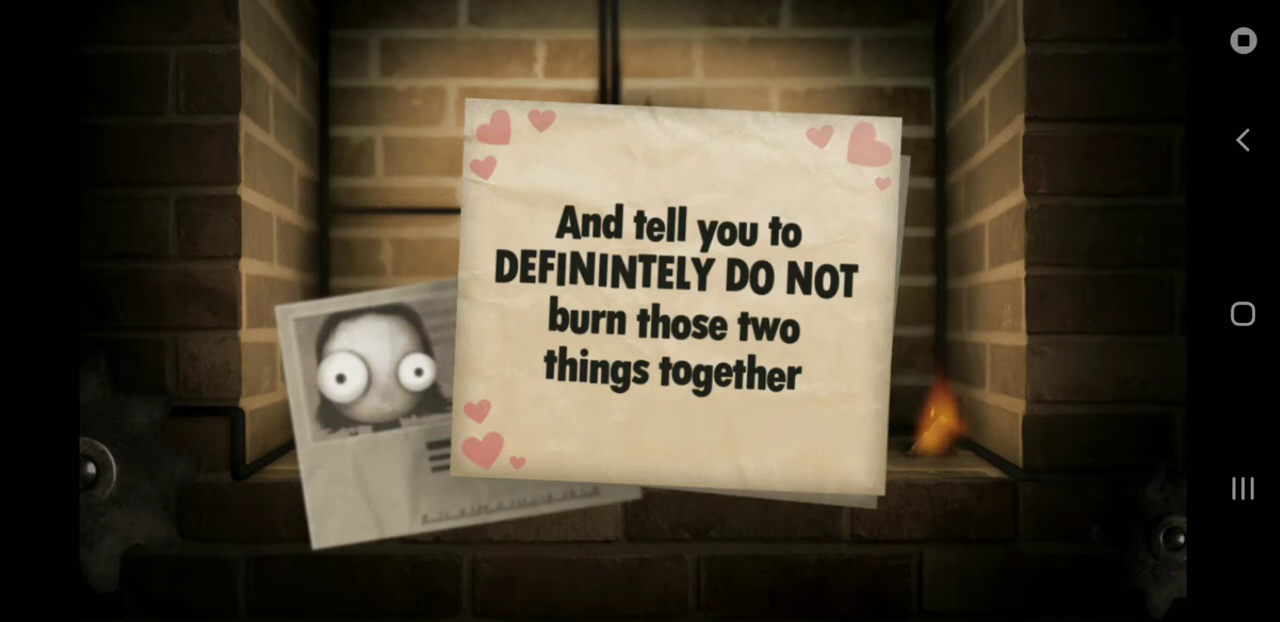 And tell you to
DEFININTELY DO NOT
burn those two
things together